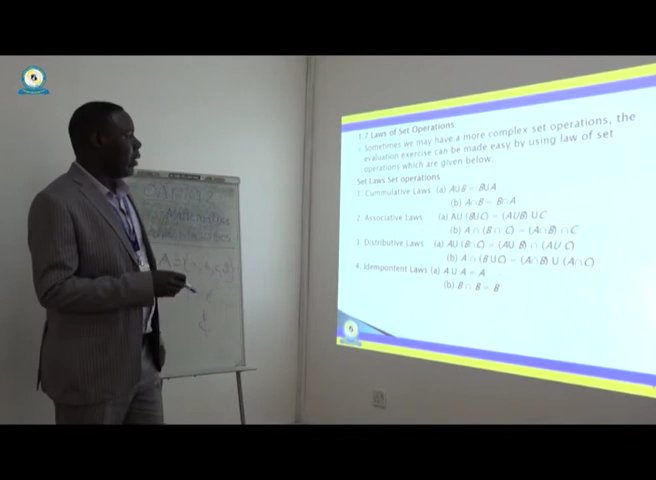 1.7 Laws of Set Operations
Sometimes we may have a more complex set operations, the
evaluation exercise can be made easy by using law of set
operations which are given below
Set Laws Set operations
1. Cummulative Laws (a) A∪B = B∪A
(b) A∩B = B∩A
2. Associative Laws (a) A∪ (B∪C) = (A∪B) ∪C
(b) A ∩ (B ∩ C) = (A∩B) ∩C
3. Distributive Laws (a) A∪ (B∩C) = (A∪ B) ∩ (A∪ C)
(b) A ∩ (B ∪C) = (A∩B) ∪ (A∩C)
4. Idemponent Laws (a) A ∪ A = A
(b) B ∩ B = B
Mathematics
A = {